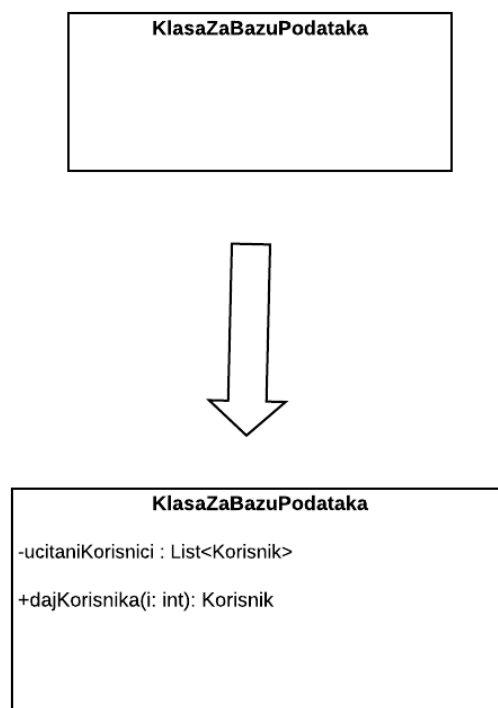 KlasaZaBazuPodataka
KlasaZaBazuPodataka
-ucitaniKorisnici : List<Korisnik>
+dajKorisnika(i: int): Korisnik